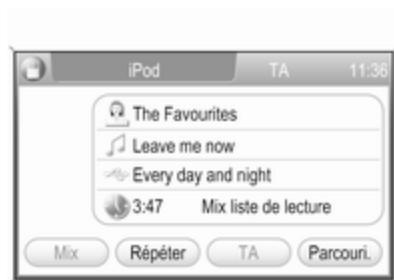 iPod TA 11:36
The Favourites
Leave me now
Every day and night
3:47 Mix liste de lecture
Mix Répéter TA Parcouri.